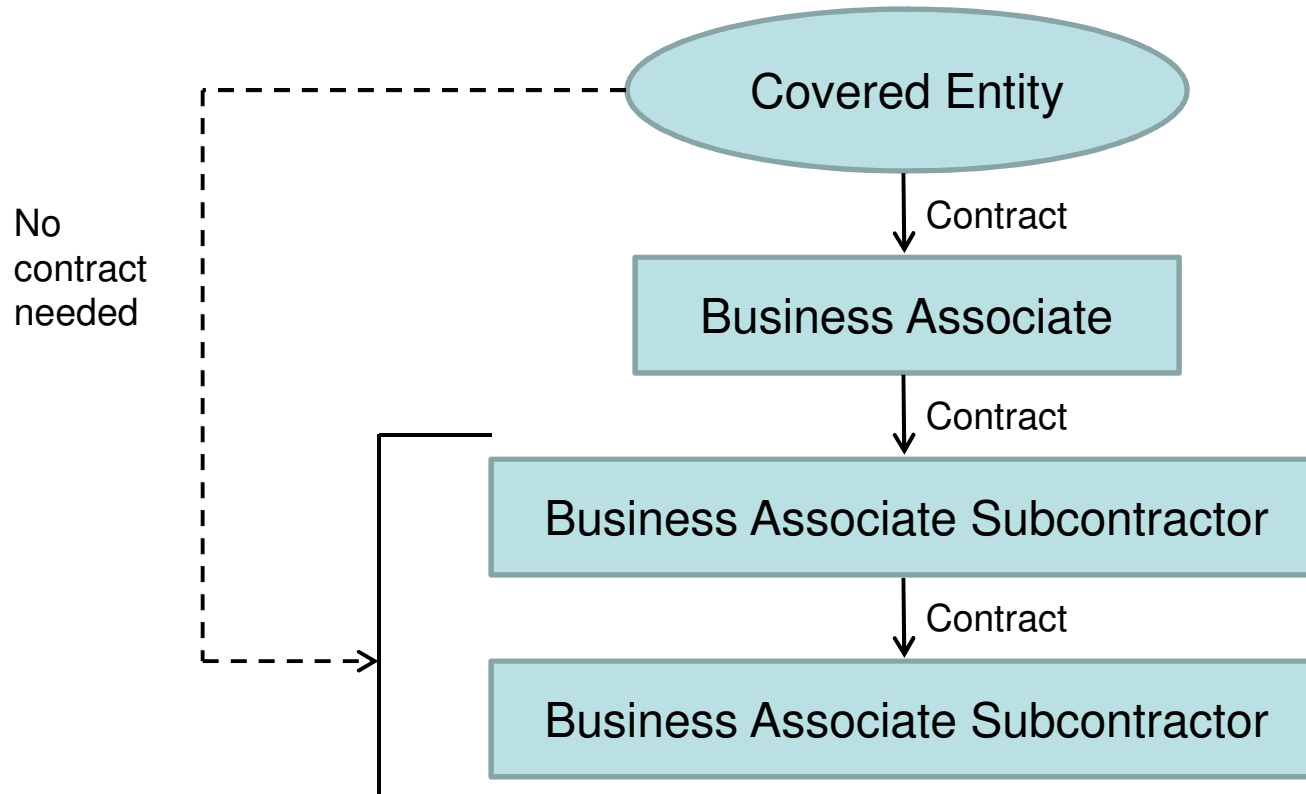 Covered Entity
No
contract
needed
Contract
Business Associate
Contract
Business Associate Subcontractor
Contract
Business Associate Subcontractor